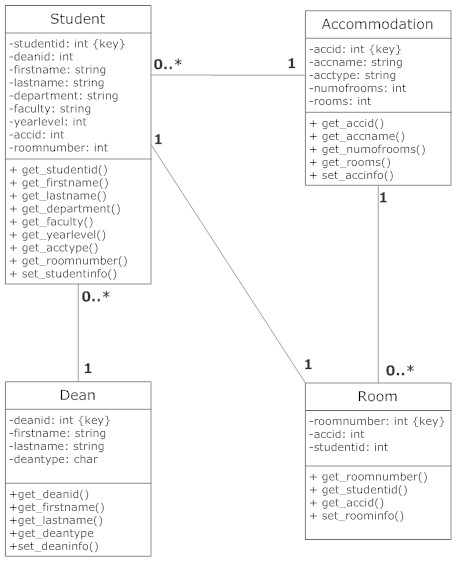 Student
-studentid: int {key}
-deanid: int
-firstname: string
-lastname: string
-department: string
-faculty: string
-yearlevel: int
-accid: int
-roomnumber: int
+ get_studentid()
+ get_firstname()
+ get_lastname()
+ get_department()
+ get_faculty()
+ get_yearlevel()
+ get_acctype()
+ get_roomnumber()
+ set_studentinfo()
0..*
1
Accommodation
-accid: int {key}
-accname: string
-acctype: string
-numofrooms: int
-rooms: int
+ get_accid()
+ get_accname()
+ get_numofrooms()
+ get_rooms()
+ set_accinfo()
1
1
0..*
1
1
0..*
Dean
-deanid: int {key}
-firstname: string
-lastname: string
-deantype: char
+get_deanid()
+get_firstname()
+get_lastname()
+get_deantype
+set_deaninfo()
Room
-roomnumber: int {key}
-accid: int
-studentid: int
+ get_roomnumber()
+ get_studentid()
+ get_accid()
+ set_roominfo()